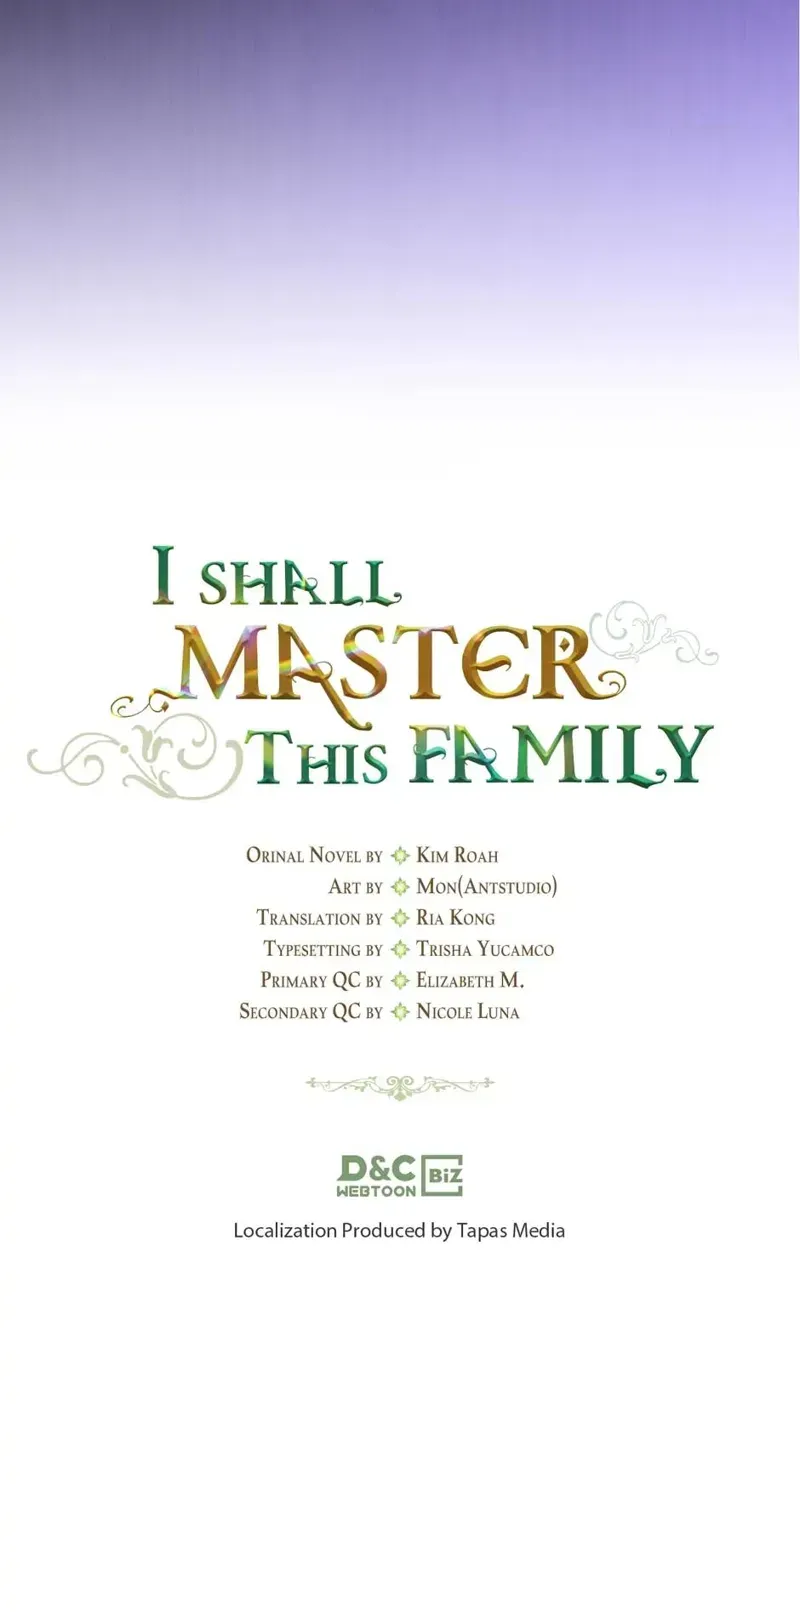 I SHALL
MASTER
THIS FAMILY
ORINAL NOVEL BY KIM ROAH
ART BY MON(ANTSTUDIO)
TRANSLATION BY RIA KONG
TYPESETTING BY TRISHA YUCAMCO
PRIMARY QC BY ELIZABETH M.
SECONDARY QC BY NICOLE LUNA
D&C BiZ
WEBTOON
Localization Produced by Tapas Media